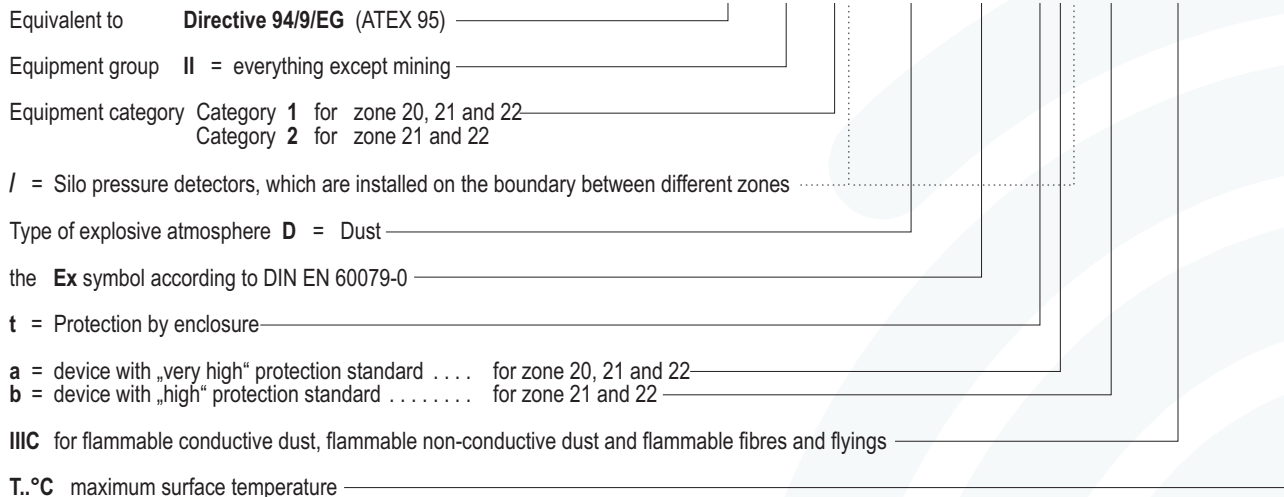 Equivalent to Directive 94/9/EG (ATEX 95)
Equipment group II = everything except mining
Equipment category Category 1 for zone 20, 21 and 22
Category 2 for zone 21 and 22
/ = Silo pressure detectors, which are installed on the boundary between different zones
Type of explosive atmosphere D = Dust
the Ex symbol according to DIN EN 60079-0
t = Protection by enclosure
a = device with „very high“ protection standard . . . . for zone 20, 21 and 22
b = device with „high“ protection standard . . . . . . . . for zone 21 and 22
IIIC for flammable conductive dust, flammable non-conductive dust and flammable fibres and flyings
T..°C maximum surface temperature